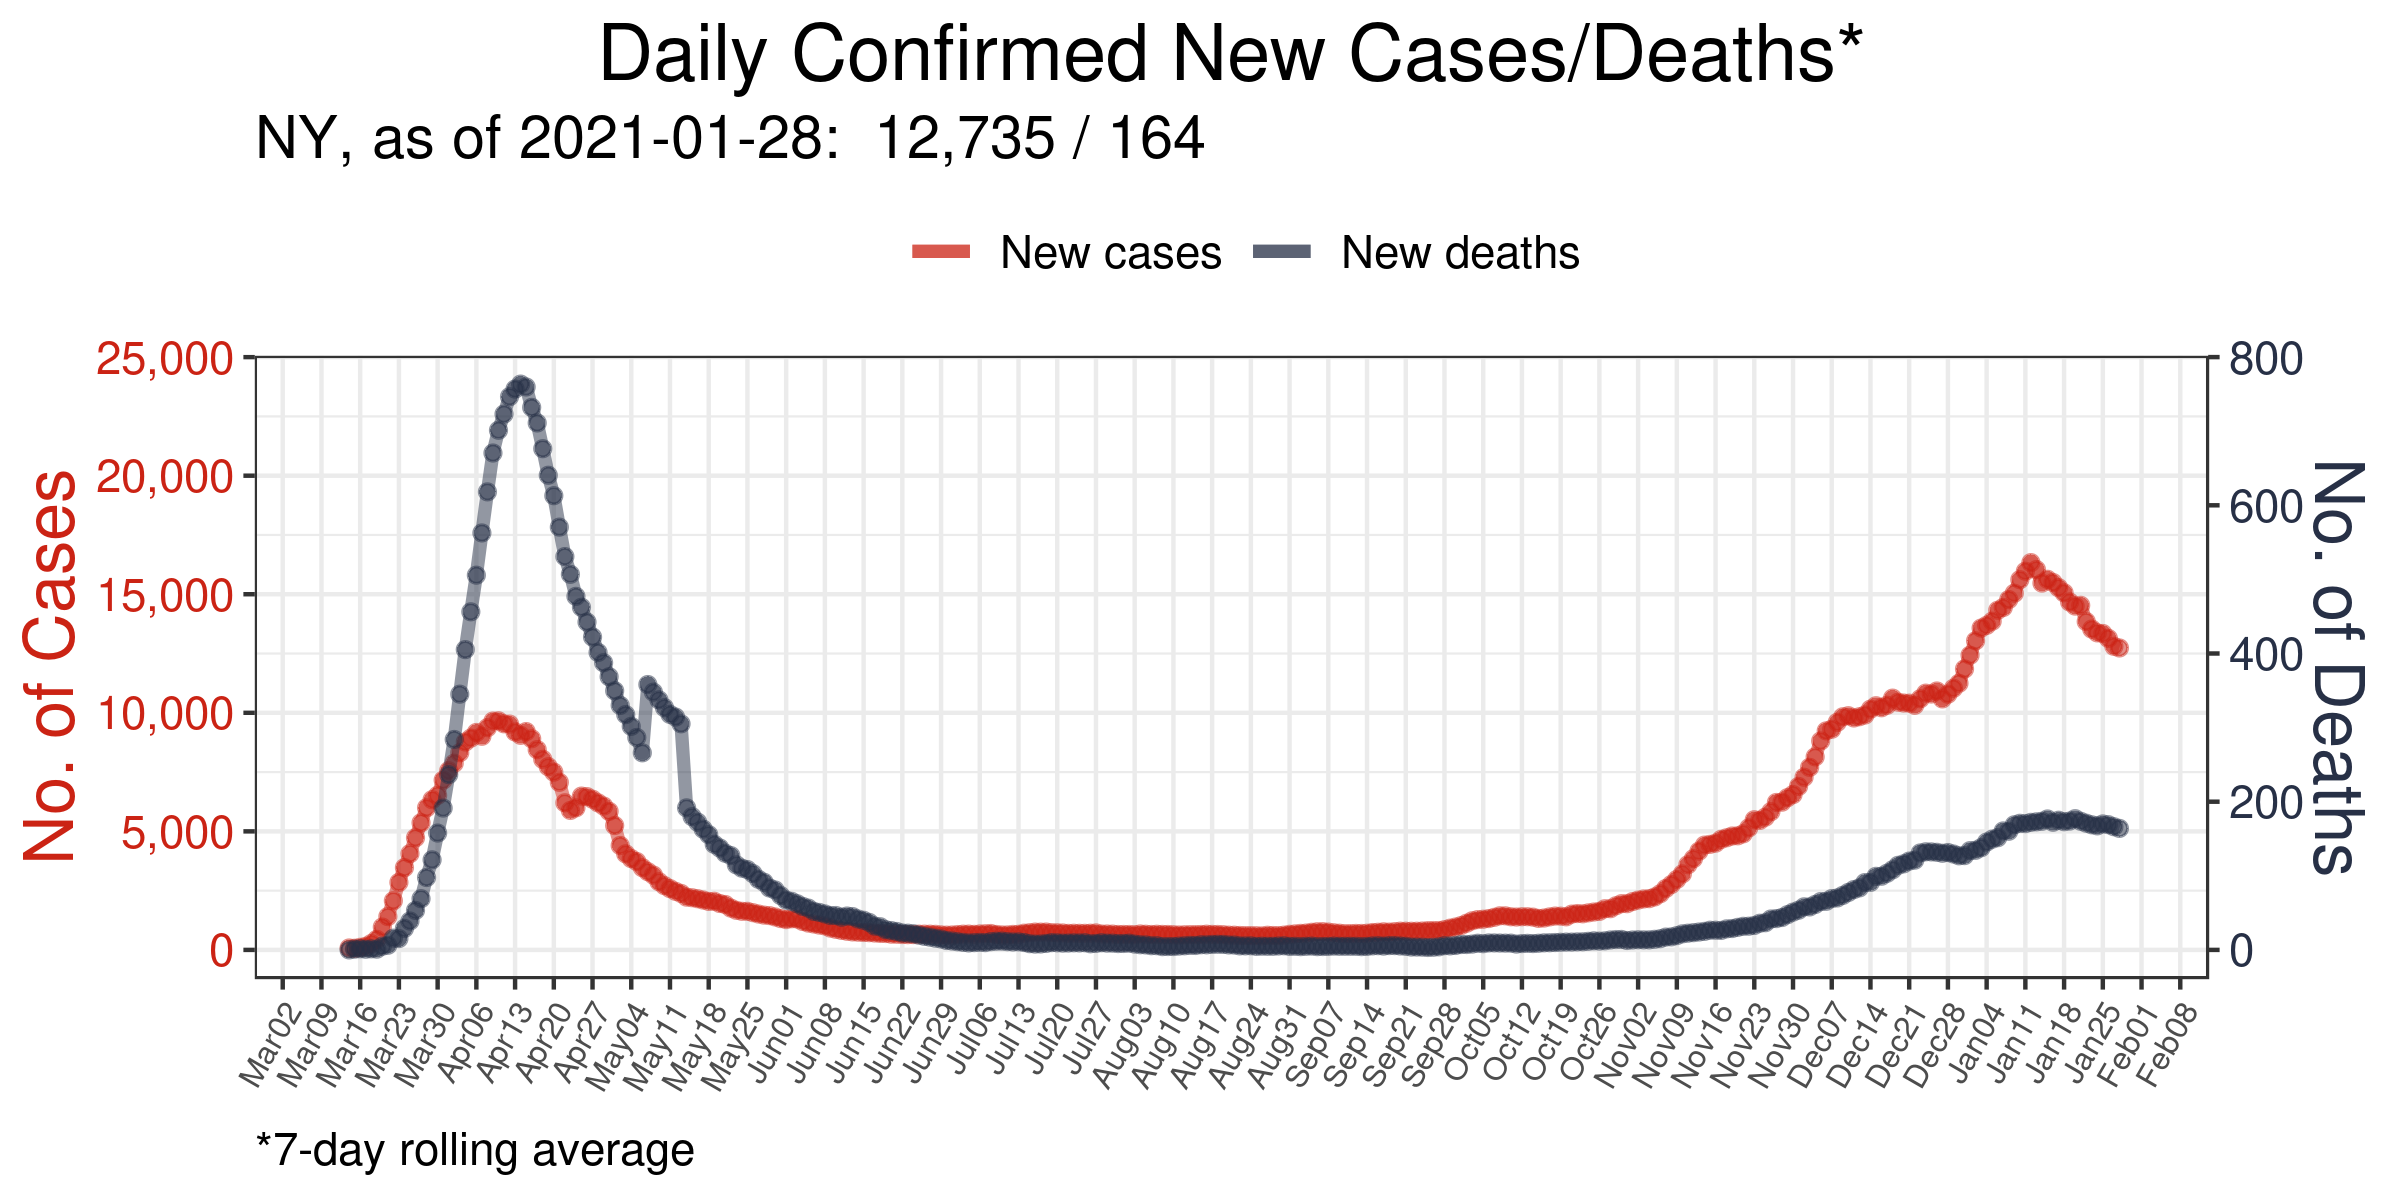 Daily Confirmed New Cases/Deaths*
NY, as of 2021-01-28:  12,735 / 164
New cases
New deaths
No. of Cases
25,000
20,000
15,000
10,000
5,000
0
800
600
400
200
0
No. of Deaths
Mar02
Mar09
Mar16
Mar23
Mar30
Apr06
Apr13
Apr20
Apr27
May04
May11
May18
May25
Jun01
Jun08
Jun15
Jun22
Jun29
Jul06
Jul13
Jul20
Jul27
Aug03
Aug10
Aug17
Aug24
Aug31
Sep07
Sep14
Sep21
Sep28
Oct05
Oct12
Oct19
Oct26
Nov02
Nov09
Nov16
Nov23
Nov30
Dec07
Dec14
Dec21
Dec28
Jan04
Jan11
Jan18
Jan25
Feb01
Feb08
*7-day rolling average